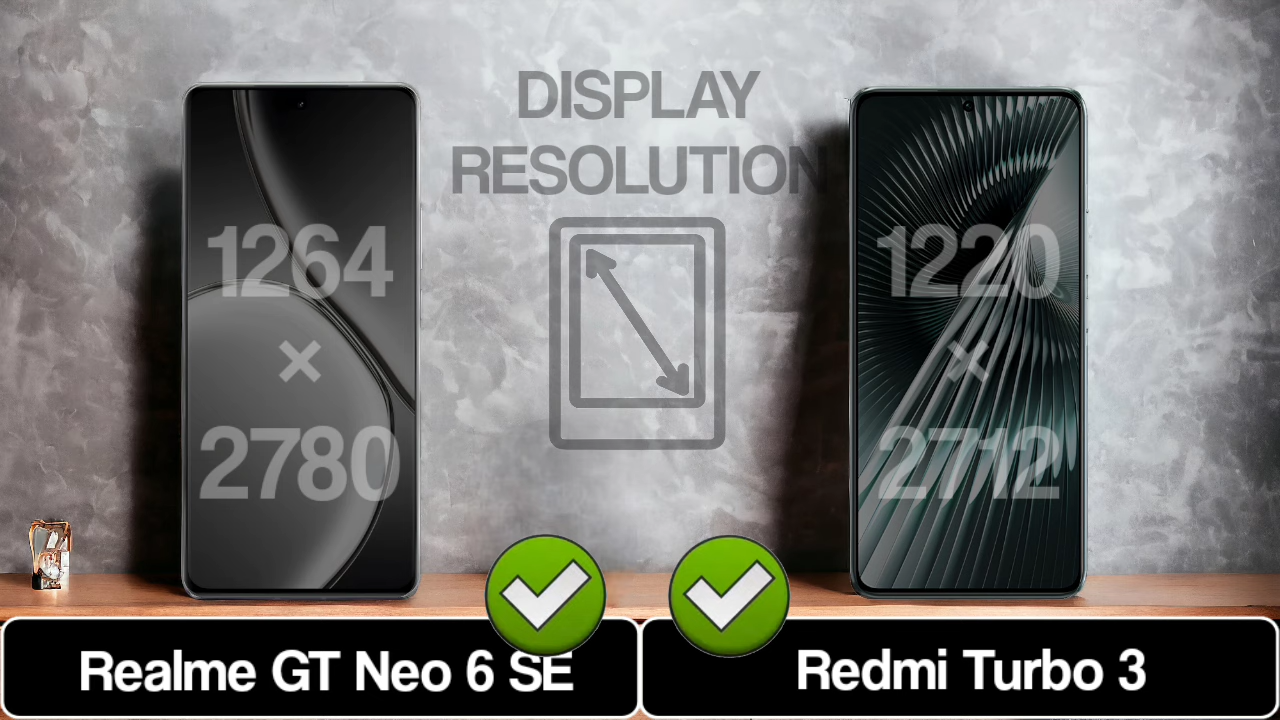 DISPLAY
RESOLUTION
1264
×
2780
1220
×
2712
Realme GT Neo 6 SE
Redmi Turbo 3